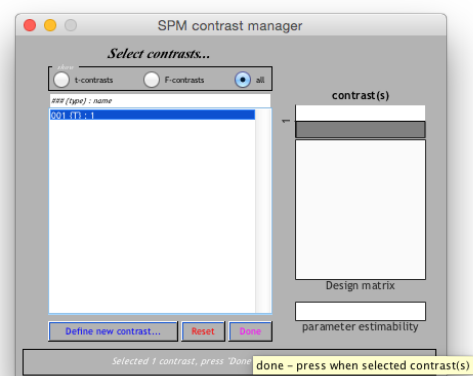 SPM contrast manager
Select contrasts...
show
t-contrasts
F-contrasts
all
### {type} : name
001 {T} : 1
contrast(s)
1
Design matrix
parameter estimability
Define new contrast...
Reset
Done
Selected 1 contrast, press "Done
done - press when selected contrast(s)